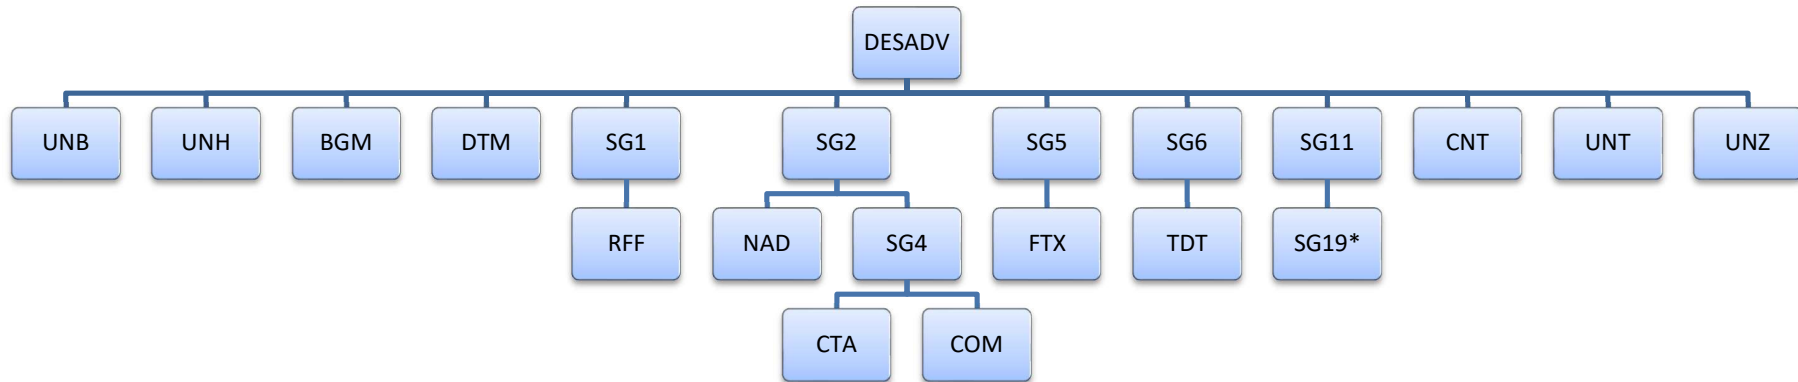 DESADV
UNB
UNH
BGM
DTM
SG1
SG2
SG5
SG6
SG11
CNT
UNT
UNZ
RFF
NAD
SG4
FTX
TDT
SG19*
CTA
COM